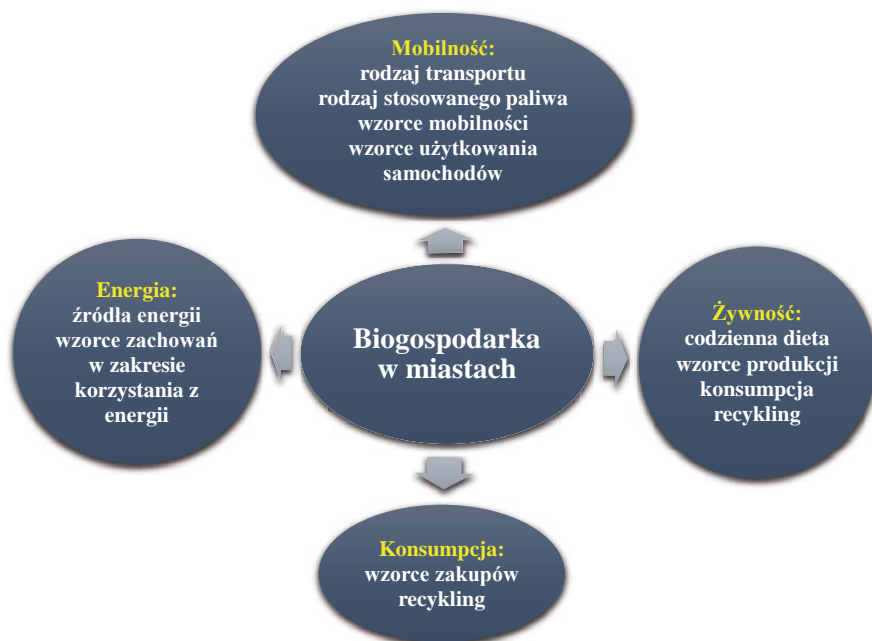 Mobilność:
rodzaj transportu
rodzaj stosowanego paliwa
wzorce mobilności
wzorce użytkowania
samochodów
Energia:
źródła energii
wzorce zachowań
w zakresie
korzystania z
energii
Biogospodarka
w miastach
Żywność:
codzienna dieta
wzorce produkcji
konsumpcja
recykling
Konsumpcja:
wzorce zakupów
recykling